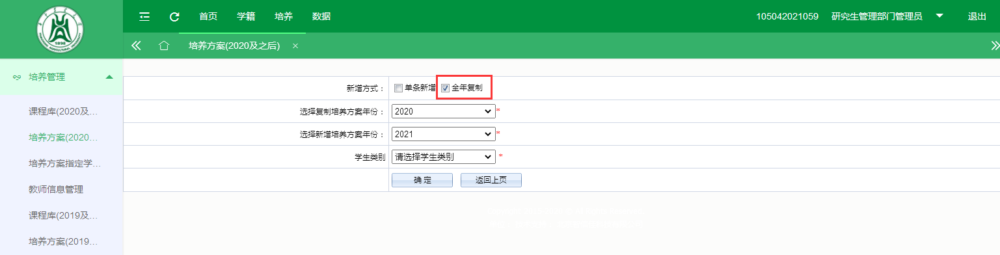 首页 学籍 培养 数据 105042021059 研究生管理部门管理员 退出
培养方案(2020及之后) ×
培养管理
课程库(2020及...
培养方案(2020...
培养方案指定学...
教师信息管理
课程库(2019及...
培养方案(2019...
新增方式： 单条新增 全年复制
选择复制培养方案年份： 2020 *
选择新增培养方案年份： 2021 *
学生类别 请选择学生类别 *
确 定 返回上页
1898